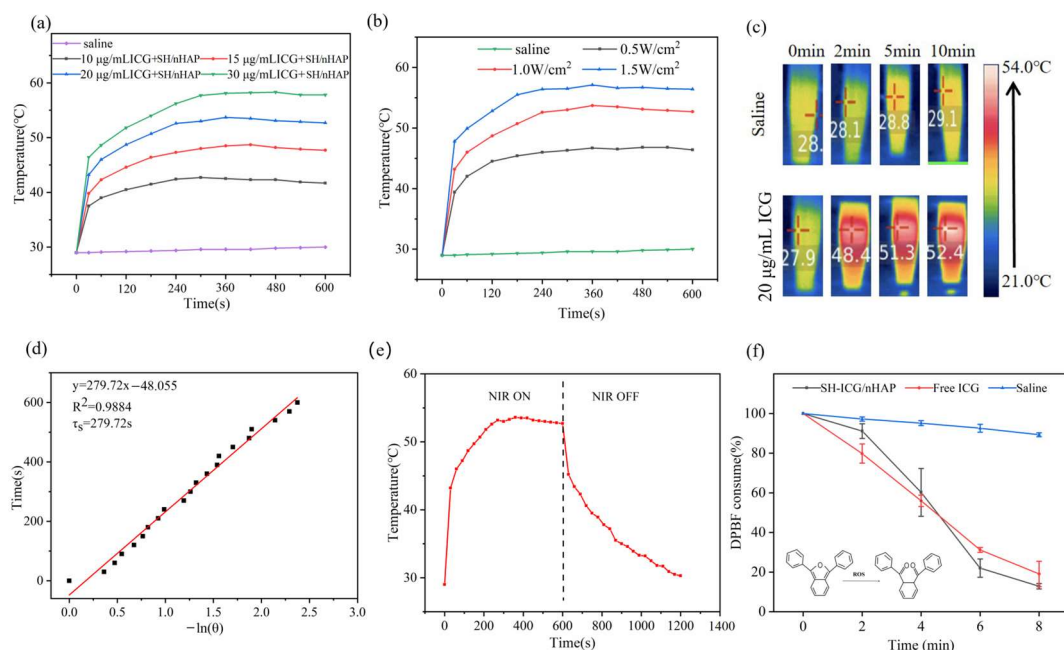 (a)
saline
10 μg/mLICG+SH/nHAP
15 μg/mLICG+SH/nHAP
20 μg/mLICG+SH/nHAP
30 μg/mLICG+SH/nHAP
60
50
40
30
Temperature(℃)
0 120 240 360 480 600
Time(s)
(b)
saline
0.5W/cm²
1.0W/cm²
1.5W/cm²
60
50
40
30
Temperature(℃)
0 120 240 360 480 600
Time(s)
(c)
0min 2min 5min 10min
Saline
28. 28.1 28.8 29.1
20 μg/mL ICG
27.9 48.4 51.3 52.4
54.0℃
21.0℃
(d)
y=279.72x−48.055
R²=0.9884
τs=279.72s
600
400
200
0
Time(s)
0.0 0.5 1.0 1.5 2.0 2.5 3.0
−ln(θ)
(e)
NIR ON NIR OFF
60
50
40
30
Temperature(℃)
0 200 400 600 800 1000 1200 1400
Time(s)
(f)
SH-ICG/nHAP Free ICG Saline
100
80
60
40
20
0
DPBF consume(%)
O
ROS
O O
0 2 4 6 8
Time (min)